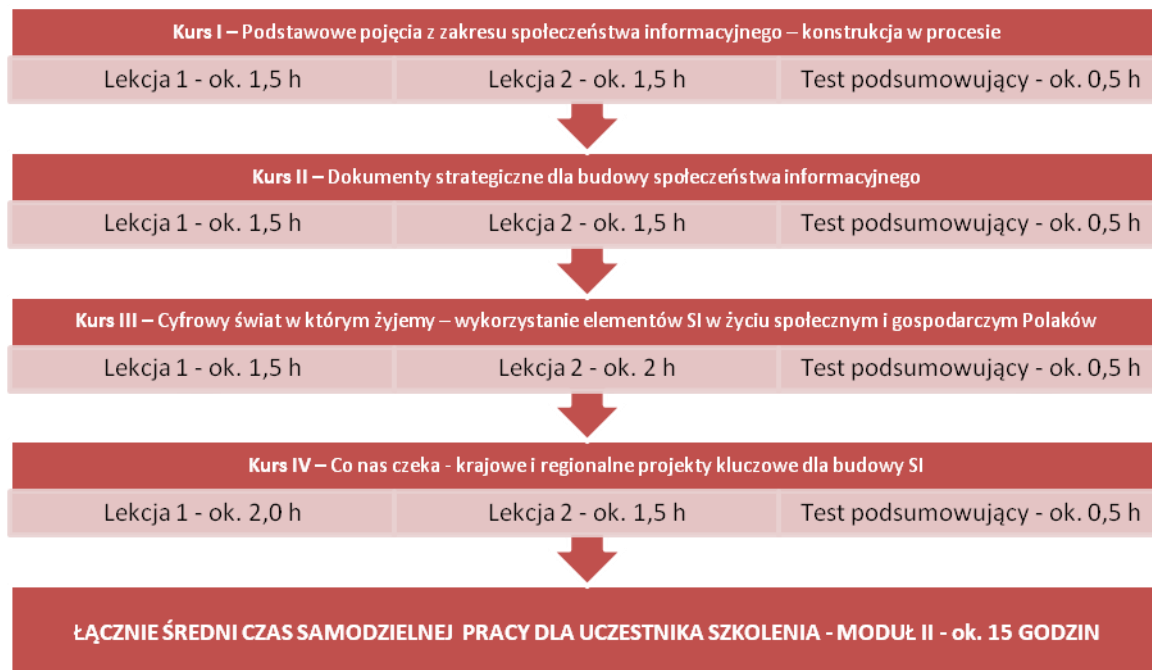 Kurs I – Podstawowe pojęcia z zakresu społeczeństwa informacyjnego – konstrukcja w procesie
Lekcja 1 - ok. 1,5 h Lekcja 2 - ok. 1,5 h Test podsumowujący - ok. 0,5 h
Kurs II – Dokumenty strategiczne dla budowy społeczeństwa informacyjnego
Lekcja 1 - ok. 1,5 h Lekcja 2 - ok. 1,5 h Test podsumowujący - ok. 0,5 h
Kurs III – Cyfrowy świat w którym żyjemy – wykorzystanie elementów SI w życiu społecznym i gospodarczym Polaków
Lekcja 1 - ok. 1,5 h Lekcja 2 - ok. 2 h Test podsumowujący - ok. 0,5 h
Kurs IV – Co nas czeka - krajowe i regionalne projekty kluczowe dla budowy SI
Lekcja 1 - ok. 2,0 h Lekcja 2 - ok. 1,5 h Test podsumowujący - ok. 0,5 h
ŁĄCZNIE ŚREDNI CZAS SAMODZIELNEJ PRACY DLA UCZESTNIKA SZKOLENIA - MODUŁ II - ok. 15 GODZIN